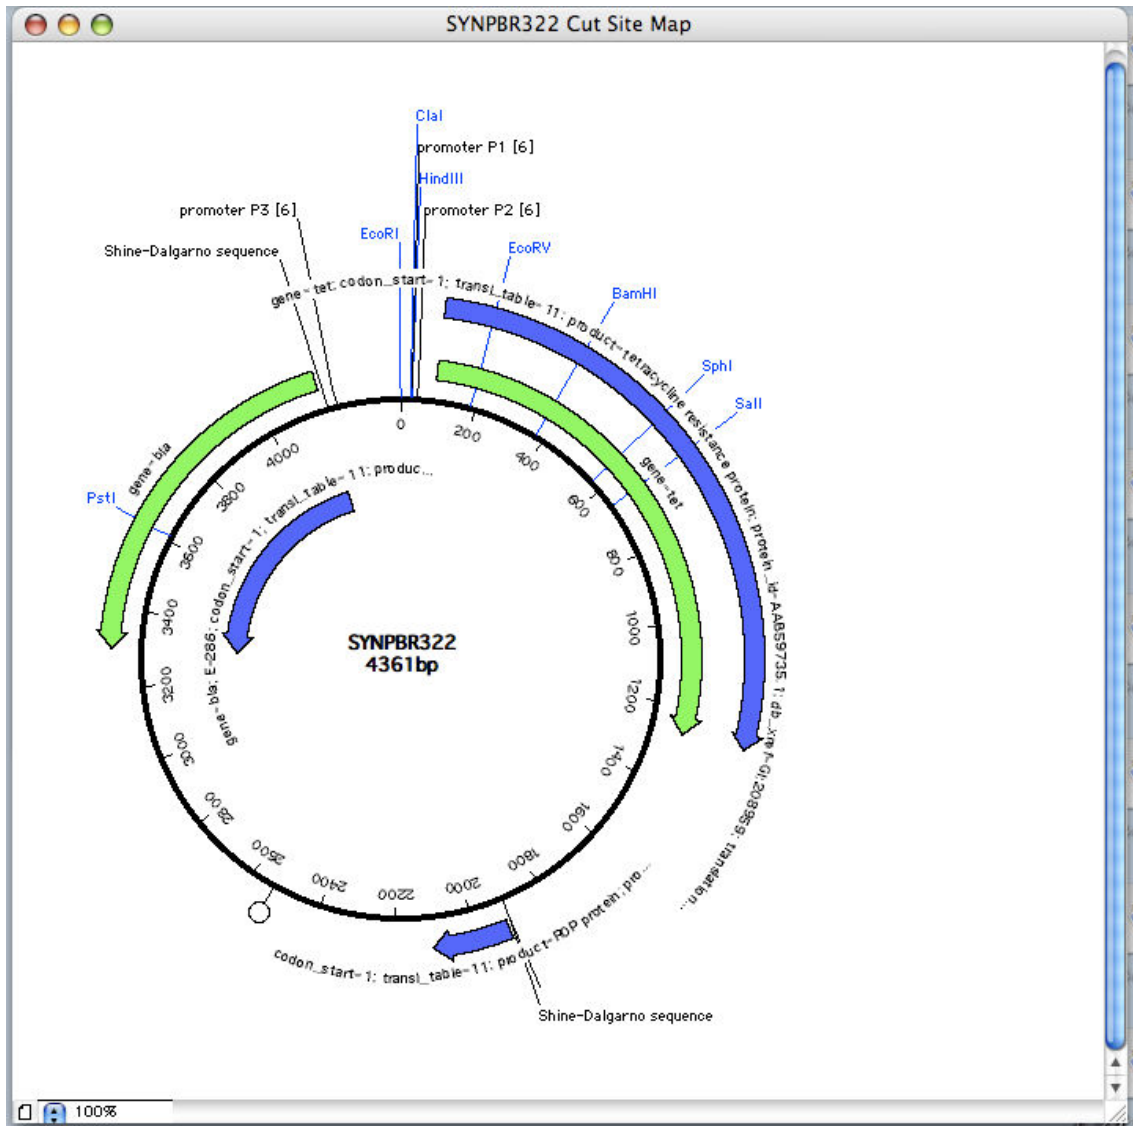 SYNPBR322 Cut Site Map
ClaI
promoter P1 [6]
HindIII
promoter P3 [6]
promoter P2 [6]
EcoRI
Shine-Dalgarno sequence
EcoRV
gene=tet; codon_start=1; transl_table=11; product=tetracycline resistance protein; protein_id=AAB59735.1; db_xref=GI:208959; translation...
BamHI
SphI
SalI
gene=bla
gene=tet
PstI
0
200
400
600
800
1000
1200
1400
1600
1800
2000
2200
2400
2600
2800
3000
3200
3400
3600
3800
4000
gene=bla; E-286; codon_start=1; transl_table=11; produc...
SYNPBR322
4361bp
codon_start=1; transl_table=11; product=ROP protein; pro...
Shine-Dalgarno sequence
100%